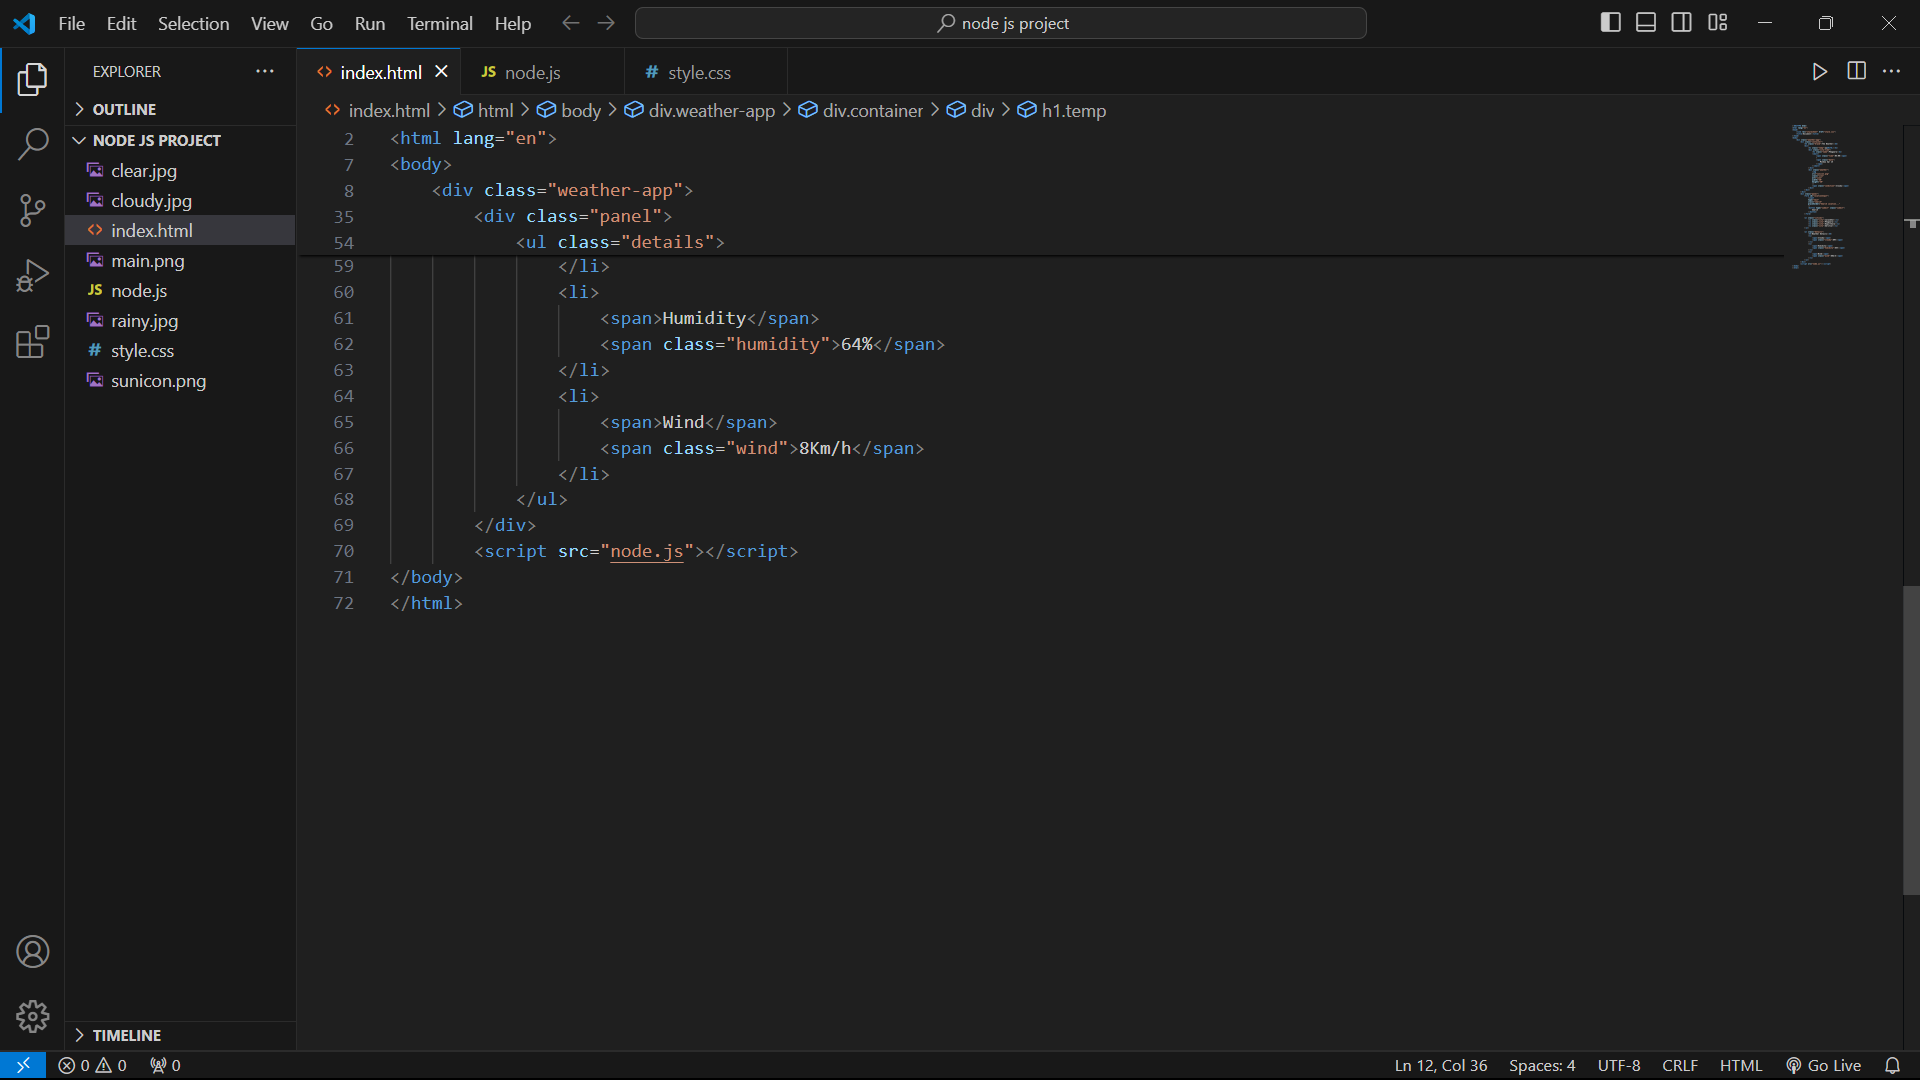 File Edit Selection View Go Run Terminal Help
node js project
EXPLORER
OUTLINE
NODE JS PROJECT
clear.jpg
cloudy.jpg
<> index.html
main.png
JS node.js
rainy.jpg
# style.css
sunicon.png
TIMELINE
<> index.html JS node.js # style.css
<> index.html > html > body > div.weather-app > div.container > div > h1.temp
2 <html lang="en">
7 <body>
8 <div class="weather-app">
35 <div class="panel">
54 <ul class="details">
59 </li>
60 <li>
61 <span>Humidity</span>
62 <span class="humidity">64%</span>
63 </li>
64 <li>
65 <span>Wind</span>
66 <span class="wind">8Km/h</span>
67 </li>
68 </ul>
69 </div>
70 <script src="node.js"></script>
71 </body>
72 </html>
0 0 0 Ln 12, Col 36 Spaces: 4 UTF-8 CRLF HTML Go Live